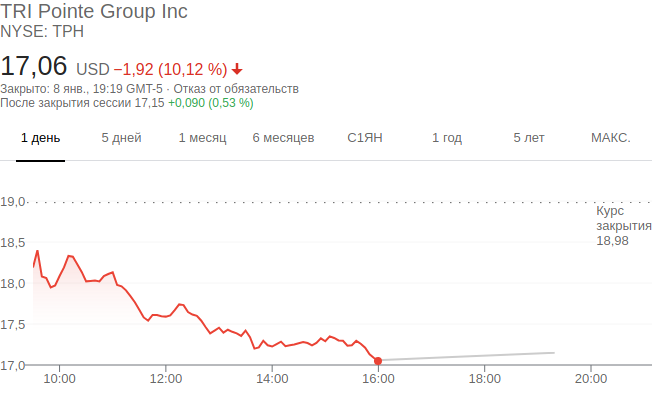 TRI Pointe Group Inc
NYSE: TPH
17,06 USD −1,92 (10,12 %)
Закрыто: 8 янв., 19:19 GMT-5 · Отказ от обязательств
После закрытия сессии 17,15 +0,090 (0,53 %)
1 день 5 дней 1 месяц 6 месяцев С1ЯН 1 год 5 лет МАКС.
19,0
Курс
закрытия
18,98
18,5
18,0
17,5
17,0
10:00 12:00 14:00 16:00 18:00 20:00